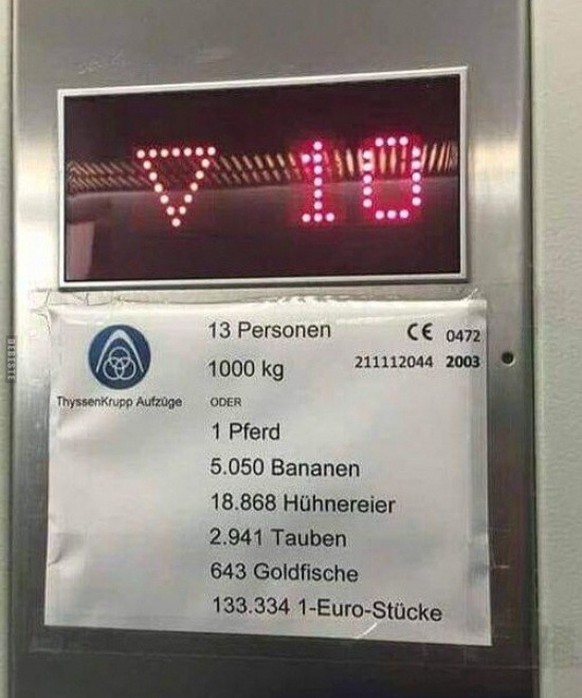 10
13 Personen
CE 0472
1000 kg
211112044 2003
ThyssenKrupp Aufzüge
ODER
1 Pferd
5.050 Bananen
18.868 Hühnereier
2.941 Tauben
643 Goldfische
133.334 1-Euro-Stücke